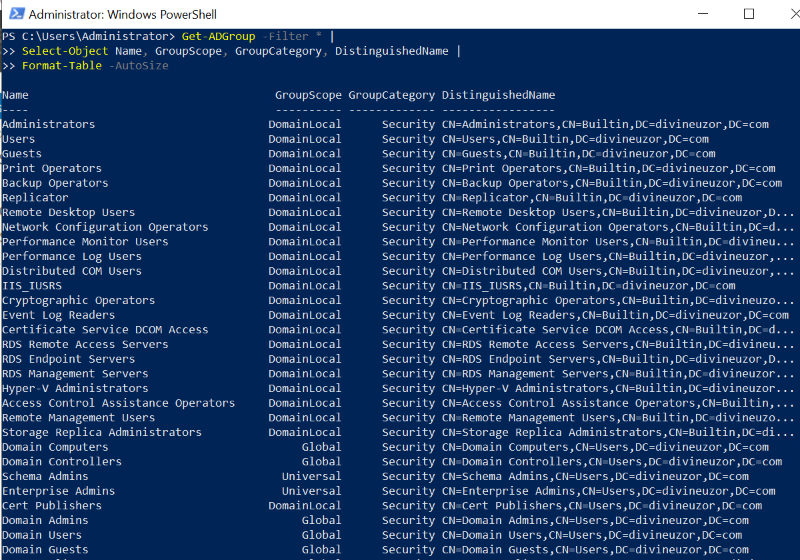 Administrator: Windows PowerShell
PS C:\Users\Administrator> Get-ADGroup -Filter * |
>> Select-Object Name, GroupScope, GroupCategory, DistinguishedName |
>> Format-Table -AutoSize
Name GroupScope GroupCategory DistinguishedName
---- ---------- ------------- -----------------
Administrators DomainLocal Security CN=Administrators,CN=Builtin,DC=divineuzor,DC=com
Users DomainLocal Security CN=Users,CN=Builtin,DC=divineuzor,DC=com
Guests DomainLocal Security CN=Guests,CN=Builtin,DC=divineuzor,DC=com
Print Operators DomainLocal Security CN=Print Operators,CN=Builtin,DC=divineuzor,DC=com
Backup Operators DomainLocal Security CN=Backup Operators,CN=Builtin,DC=divineuzor,DC=com
Replicator DomainLocal Security CN=Replicator,CN=Builtin,DC=divineuzor,DC=com
Remote Desktop Users DomainLocal Security CN=Remote Desktop Users,CN=Builtin,DC=divineuzor,D...
Network Configuration Operators DomainLocal Security CN=Network Configuration Operators,CN=Builtin,DC=d...
Performance Monitor Users DomainLocal Security CN=Performance Monitor Users,CN=Builtin,DC=divineu...
Performance Log Users DomainLocal Security CN=Performance Log Users,CN=Builtin,DC=divineuzor,...
Distributed COM Users DomainLocal Security CN=Distributed COM Users,CN=Builtin,DC=divineuzor,...
IIS_IUSRS DomainLocal Security CN=IIS_IUSRS,CN=Builtin,DC=divineuzor,DC=com
Cryptographic Operators DomainLocal Security CN=Cryptographic Operators,CN=Builtin,DC=divineuzo...
Event Log Readers DomainLocal Security CN=Event Log Readers,CN=Builtin,DC=divineuzor,DC=com
Certificate Service DCOM Access DomainLocal Security CN=Certificate Service DCOM Access,CN=Builtin,DC=d...
RDS Remote Access Servers DomainLocal Security CN=RDS Remote Access Servers,CN=Builtin,DC=divineu...
RDS Endpoint Servers DomainLocal Security CN=RDS Endpoint Servers,CN=Builtin,DC=divineuzor,D...
RDS Management Servers DomainLocal Security CN=RDS Management Servers,CN=Builtin,DC=divineuzor...
Hyper-V Administrators DomainLocal Security CN=Hyper-V Administrators,CN=Builtin,DC=divineuzor...
Access Control Assistance Operators DomainLocal Security CN=Access Control Assistance Operators,CN=Builtin,...
Remote Management Users DomainLocal Security CN=Remote Management Users,CN=Builtin,DC=divineuzo...
Storage Replica Administrators DomainLocal Security CN=Storage Replica Administrators,CN=Builtin,DC=di...
Domain Computers Global Security CN=Domain Computers,CN=Users,DC=divineuzor,DC=com
Domain Controllers Global Security CN=Domain Controllers,CN=Users,DC=divineuzor,DC=com
Schema Admins Universal Security CN=Schema Admins,CN=Users,DC=divineuzor,DC=com
Enterprise Admins Universal Security CN=Enterprise Admins,CN=Users,DC=divineuzor,DC=com
Cert Publishers DomainLocal Security CN=Cert Publishers,CN=Users,DC=divineuzor,DC=com
Domain Admins Global Security CN=Domain Admins,CN=Users,DC=divineuzor,DC=com
Domain Users Global Security CN=Domain Users,CN=Users,DC=divineuzor,DC=com
Domain Guests Global Security CN=Domain Guests,CN=Users,DC=divineuzor,DC=com